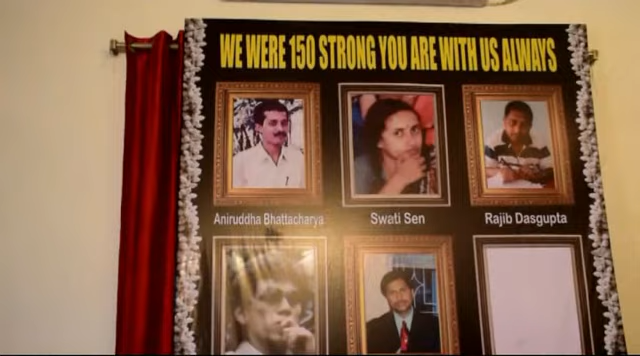 WE WERE 150 STRONG YOU ARE WITH US ALWAYS
Aniruddha Bhattacharya
Swati Sen
Rajib Dasgupta